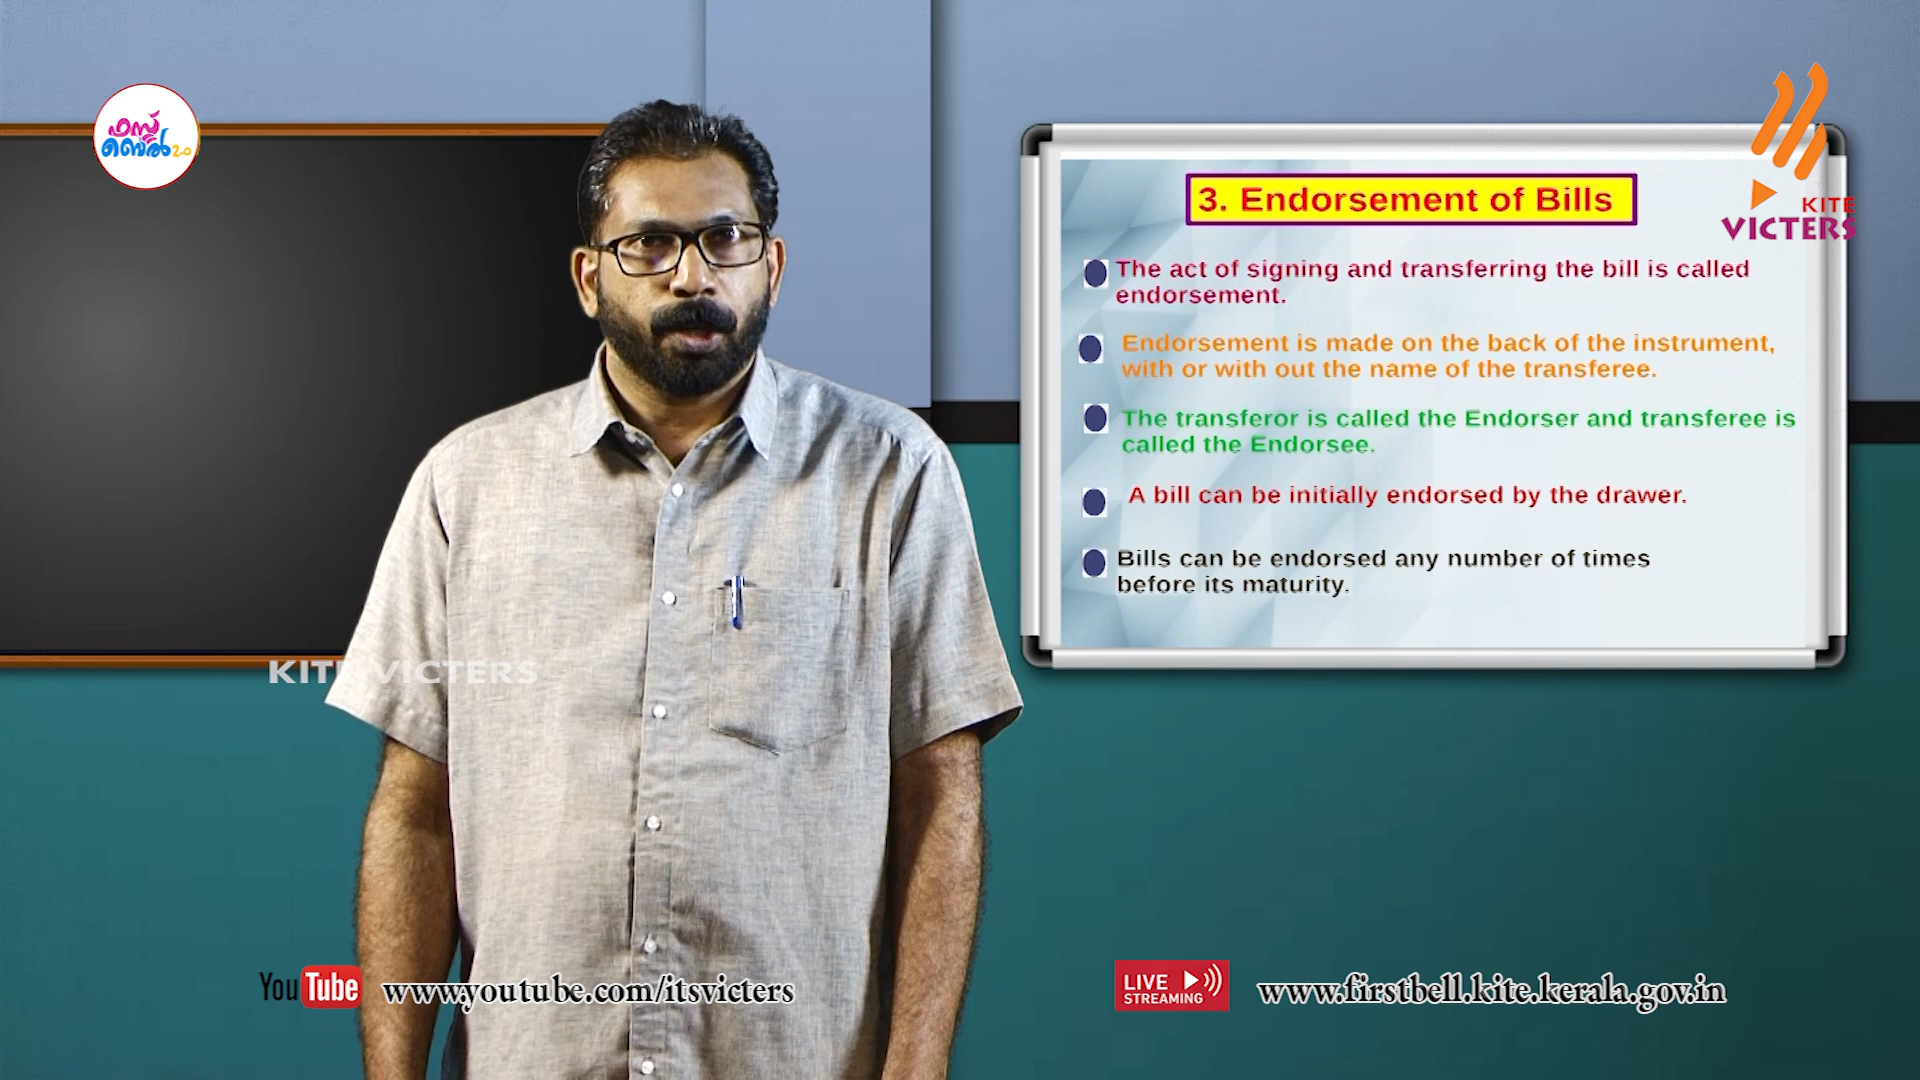 ഫസ്റ്റ്
ബെൽ 2.0
KITE
VICTERS
3. Endorsement of Bills
The act of signing and transferring the bill is called
endorsement.
Endorsement is made on the back of the instrument,
with or with out the name of the transferee.
The transferor is called the Endorser and transferee is
called the Endorsee.
A bill can be initially endorsed by the drawer.
Bills can be endorsed any number of times
before its maturity.
KITE VICTERS
YouTube www.youtube.com/itsvicters
LIVE
STREAMING
www.firstbell.kite.kerala.gov.in